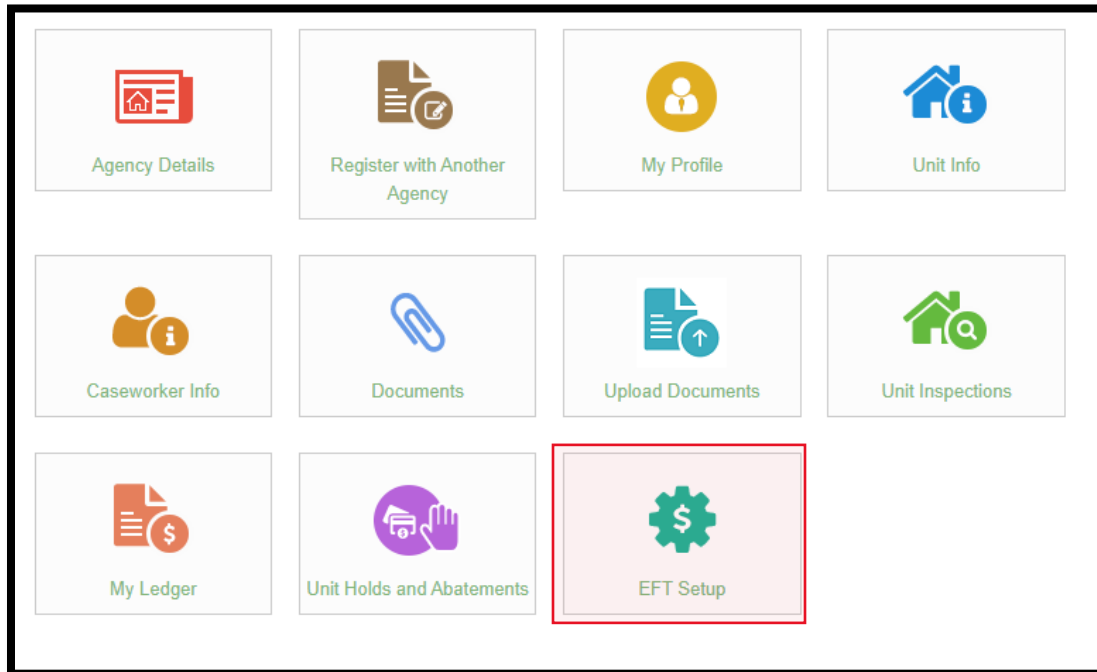 Agency Details
Register with Another
Agency
My Profile
Unit Info
Caseworker Info
Documents
Upload Documents
Unit Inspections
My Ledger
Unit Holds and Abatements
EFT Setup